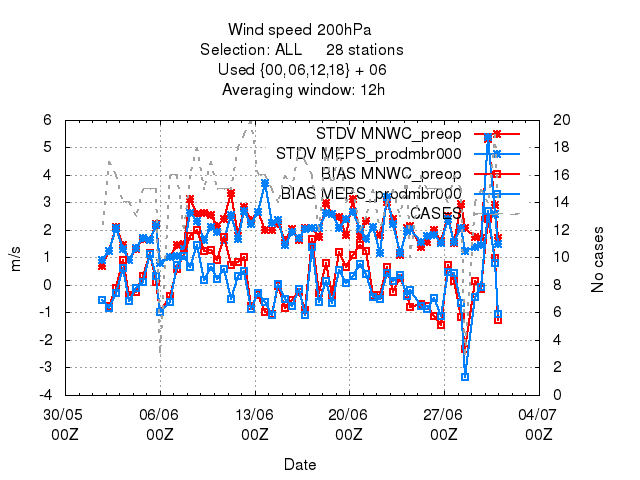 Wind speed 200hPa
Selection: ALL 28 stations
Used {00,06,12,18} + 06
Averaging window: 12h
STDV MNWC_preop
STDV MEPS_prodmbr000
BIAS MNWC_preop
BIAS MEPS_prodmbr000
CASES
6
5
4
3
2
1
0
-1
-2
-3
-4
m/s
20
18
16
14
12
10
8
6
4
2
0
No cases
30/05 06/06 13/06 20/06 27/06 04/07
00Z 00Z 00Z 00Z 00Z 00Z
Date